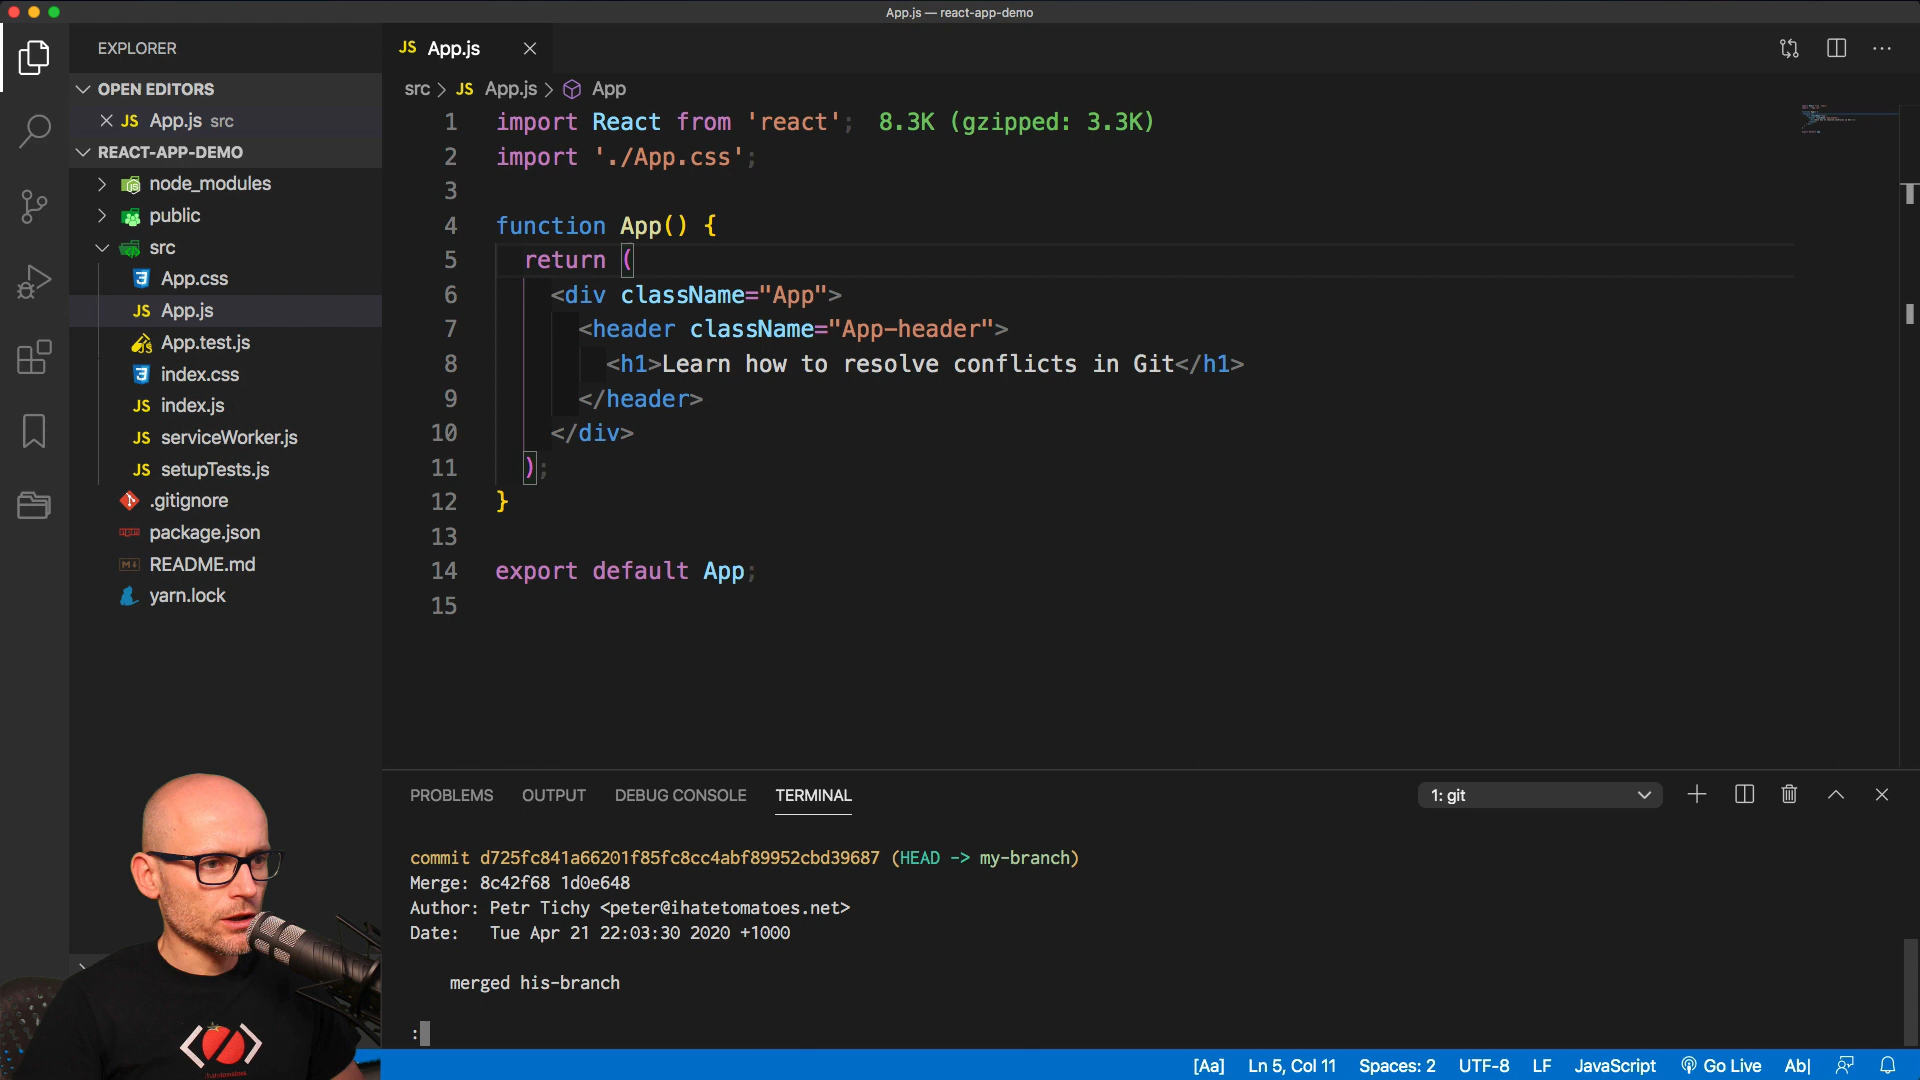 App.js — react-app-demo
EXPLORER
OPEN EDITORS
JS App.js src
REACT-APP-DEMO
node_modules
public
src
App.css
JS App.js
App.test.js
index.css
JS index.js
JS serviceWorker.js
JS setupTests.js
.gitignore
package.json
README.md
yarn.lock
JS App.js
src > JS App.js > App
1 import React from 'react'; 8.3K (gzipped: 3.3K)
2 import './App.css';
3
4 function App() {
5 return (
6 <div className="App">
7 <header className="App-header">
8 <h1>Learn how to resolve conflicts in Git</h1>
9 </header>
10 </div>
11 );
12 }
13
14 export default App;
15
PROBLEMS OUTPUT DEBUG CONSOLE TERMINAL 1: git
commit d725fc841a66201f85fc8cc4abf89952cbd39687 (HEAD -> my-branch)
Merge: 8c42f68 1d0e648
Author: Petr Tichy <peter@ihatetomatoes.net>
Date: Tue Apr 21 22:03:30 2020 +1000
merged his-branch
:
[Aa] Ln 5, Col 11 Spaces: 2 UTF-8 LF JavaScript Go Live Ab|